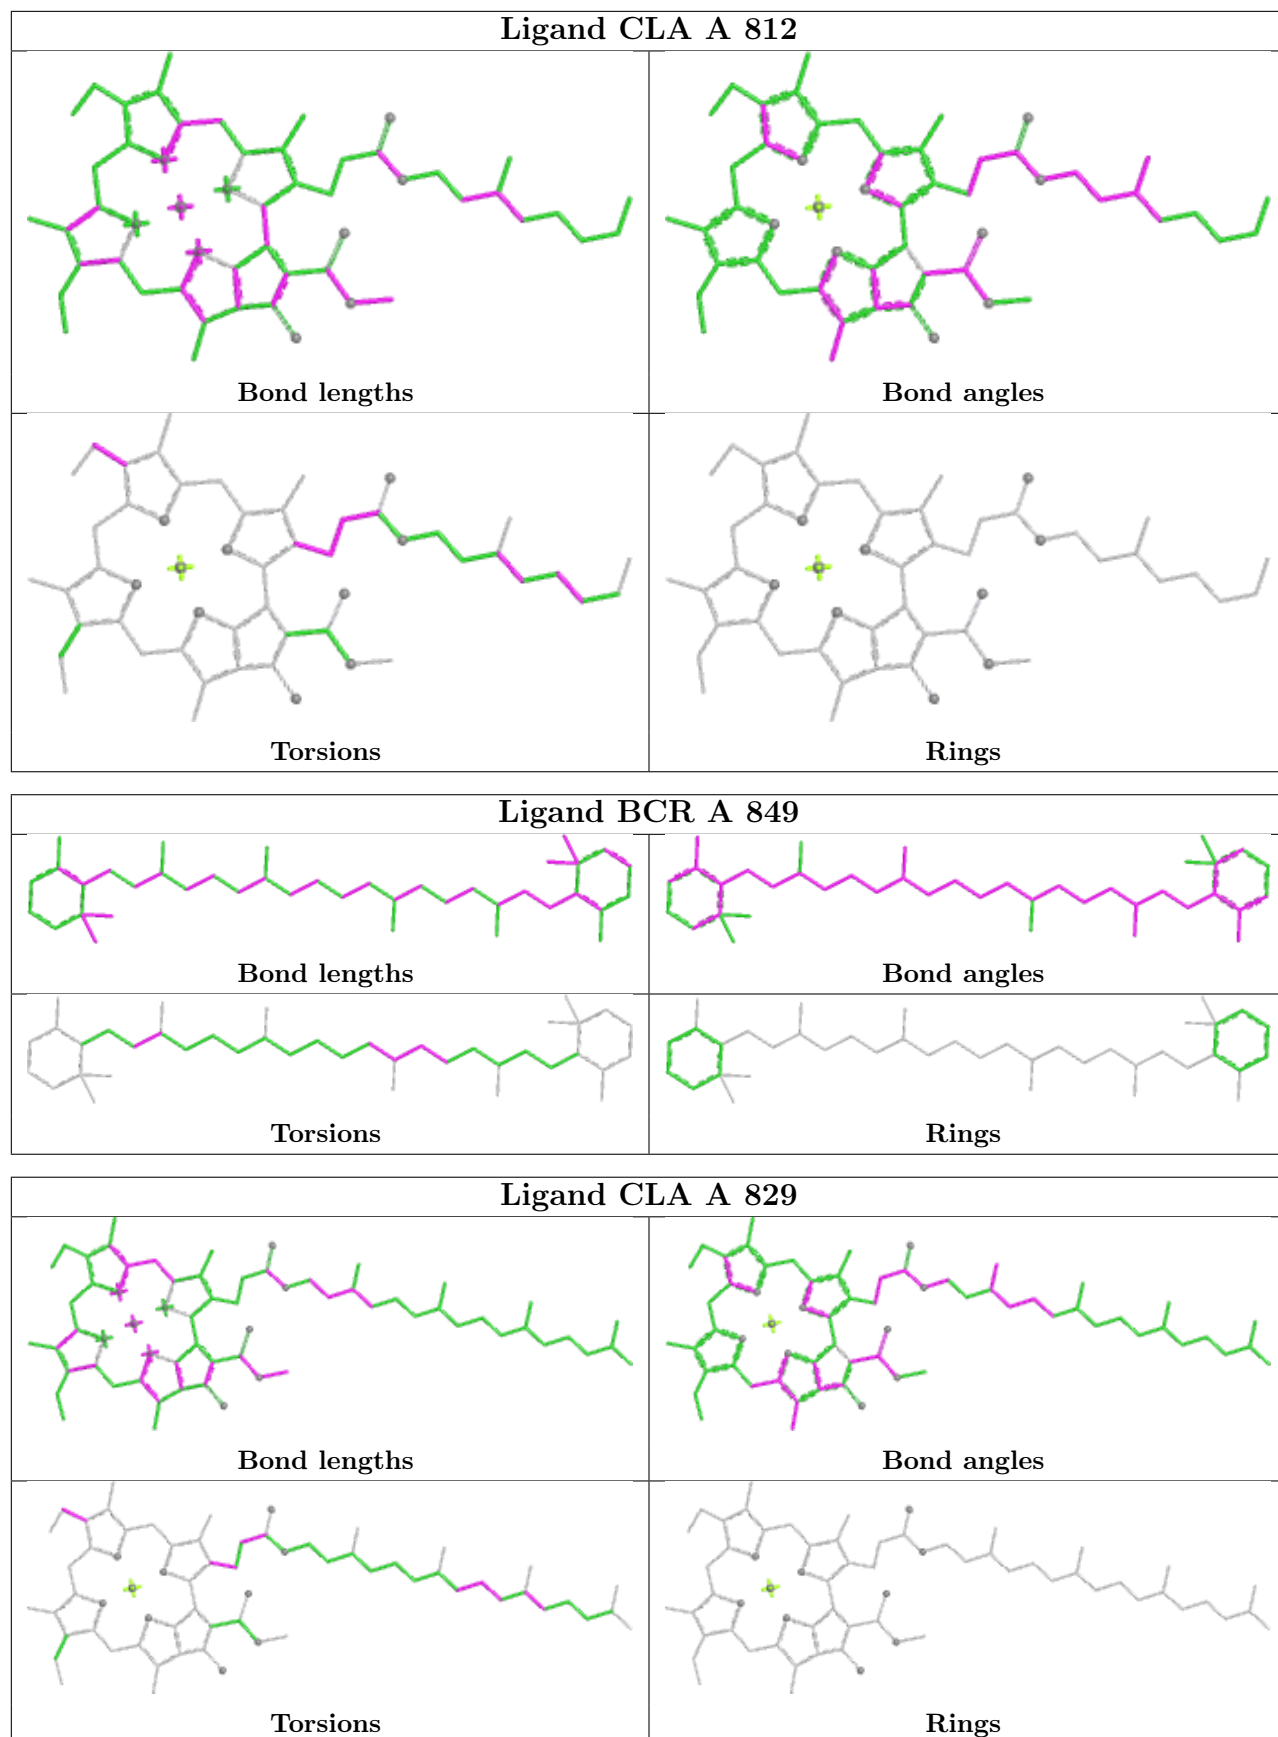 Ligand CLA A 812
Bond lengths
Bond angles
Torsions
Rings
Ligand BCR A 849
Bond lengths
Bond angles
Torsions
Rings
Ligand CLA A 829
Bond lengths
Bond angles
Torsions
Rings